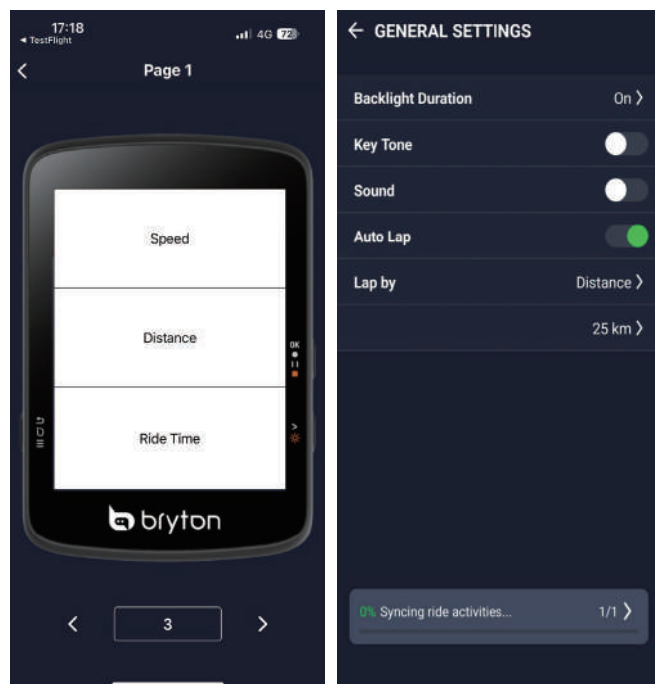 17:18
4G 72
◄ TestFlight
Page 1
Speed
Distance
OK
Ride Time
bryton
3
GENERAL SETTINGS
Backlight Duration On
Key Tone
Sound
Auto Lap
Lap by Distance
25 km
0% Syncing ride activities... 1/1